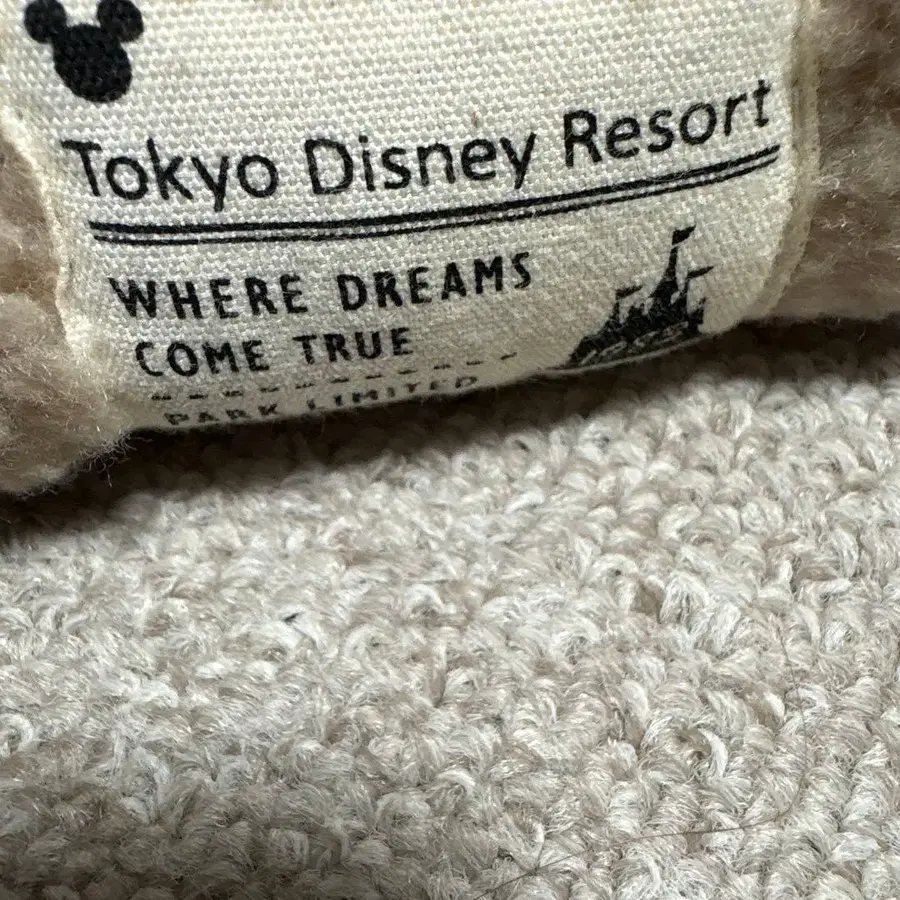 Tokyo Disney Resort
WHERE DREAMS
COME TRUE
PARK LIMITED